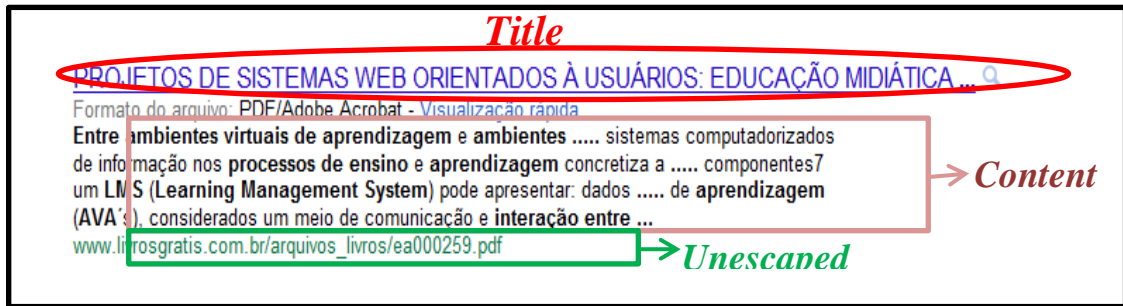 Title
PROJETOS DE SISTEMAS WEB ORIENTADOS À USUÁRIOS: EDUCAÇÃO MIDIÁTICA ...
Formato do arquivo: PDF/Adobe Acrobat - Visualização rápida
Entre ambientes virtuais de aprendizagem e ambientes ..... sistemas computadorizados
de informação nos processos de ensino e aprendizagem concretiza a ..... componentes7
um LMS (Learning Management System) pode apresentar: dados ..... de aprendizagem
(AVA´s), considerados um meio de comunicação e interação entre ...
Content
www.livrosgratis.com.br/arquivos_livros/ea000259.pdf
Unescaped